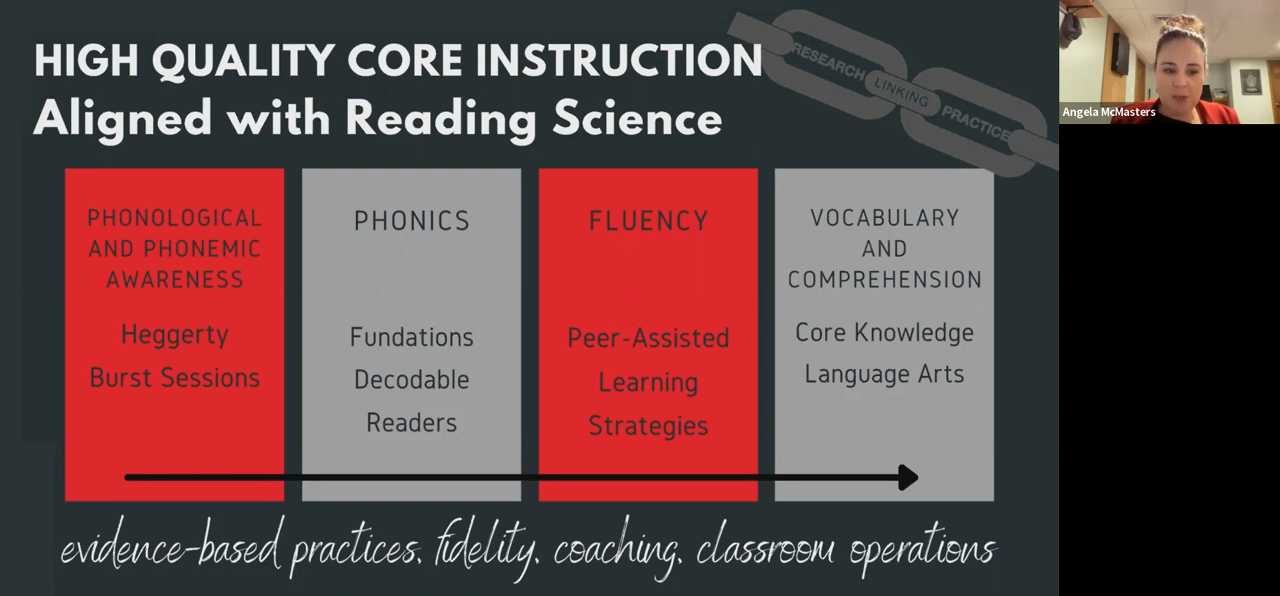 HIGH QUALITY CORE INSTRUCTION
Aligned with Reading Science
RESEARCH LINKING PRACTICE
Angela McMasters
PHONOLOGICAL
AND PHONEMIC
AWARENESS
Heggerty
Burst Sessions
PHONICS
Fundations
Decodable
Readers
FLUENCY
Peer-Assisted
Learning
Strategies
VOCABULARY
AND
COMPREHENSION
Core Knowledge
Language Arts
evidence-based practices, fidelity, coaching, classroom operations